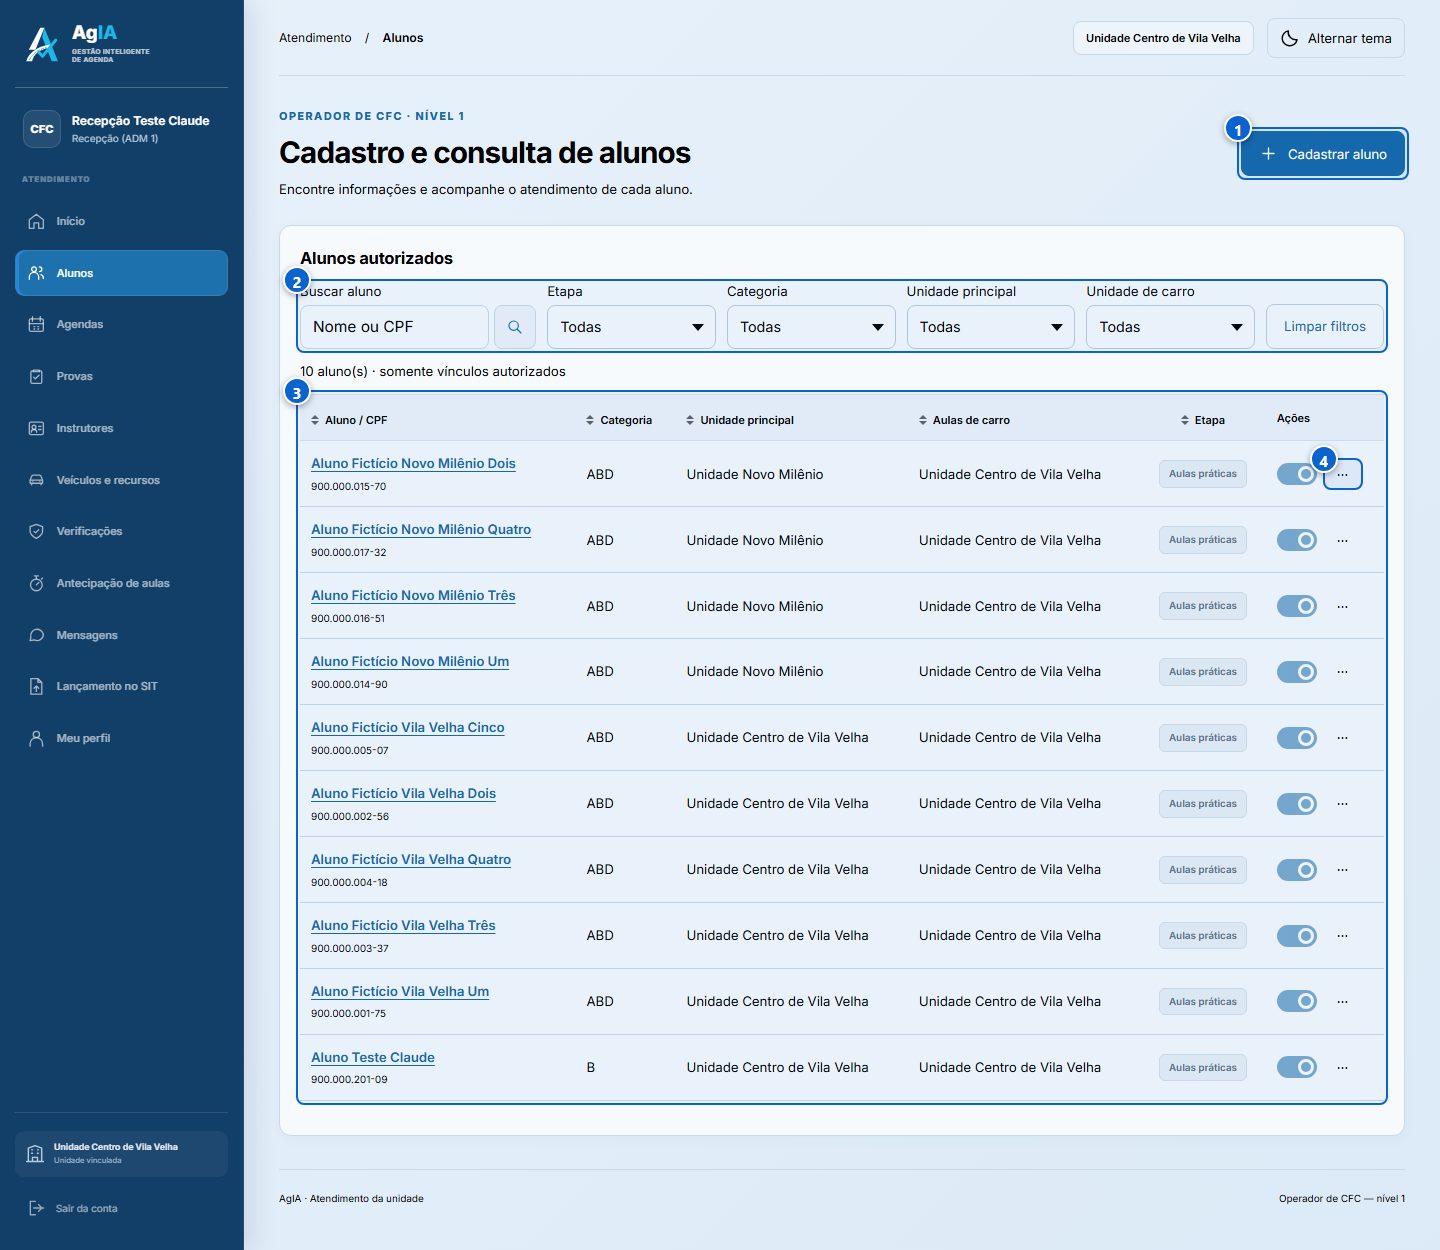 AgIA
GESTÃO INTELIGENTE
DE AGENDA
CFC
Recepção Teste Claude
Recepção (ADM 1)
ATENDIMENTO
Início
Alunos
Agendas
Provas
Instrutores
Veículos e recursos
Verificações
Antecipação de aulas
Mensagens
Lançamento no SIT
Meu perfil
Unidade Centro de Vila Velha
Unidade vinculada
Sair da conta
Atendimento / Alunos
Unidade Centro de Vila Velha
Alternar tema
OPERADOR DE CFC · NÍVEL 1
Cadastro e consulta de alunos
Encontre informações e acompanhe o atendimento de cada aluno.
1
+ Cadastrar aluno
Alunos autorizados
2
Buscar aluno Etapa Categoria Unidade principal Unidade de carro
Nome ou CPF Todas Todas Todas Todas Limpar filtros
10 aluno(s) · somente vínculos autorizados
3
Aluno / CPF Categoria Unidade principal Aulas de carro Etapa Ações
4
Aluno Fictício Novo Milênio Dois
900.000.015-70
ABD Unidade Novo Milênio Unidade Centro de Vila Velha Aulas práticas ...
Aluno Fictício Novo Milênio Quatro
900.000.017-32
ABD Unidade Novo Milênio Unidade Centro de Vila Velha Aulas práticas ...
Aluno Fictício Novo Milênio Três
900.000.016-51
ABD Unidade Novo Milênio Unidade Centro de Vila Velha Aulas práticas ...
Aluno Fictício Novo Milênio Um
900.000.014-90
ABD Unidade Novo Milênio Unidade Centro de Vila Velha Aulas práticas ...
Aluno Fictício Vila Velha Cinco
900.000.005-07
ABD Unidade Centro de Vila Velha Unidade Centro de Vila Velha Aulas práticas ...
Aluno Fictício Vila Velha Dois
900.000.002-56
ABD Unidade Centro de Vila Velha Unidade Centro de Vila Velha Aulas práticas ...
Aluno Fictício Vila Velha Quatro
900.000.004-18
ABD Unidade Centro de Vila Velha Unidade Centro de Vila Velha Aulas práticas ...
Aluno Fictício Vila Velha Três
900.000.003-37
ABD Unidade Centro de Vila Velha Unidade Centro de Vila Velha Aulas práticas ...
Aluno Fictício Vila Velha Um
900.000.001-75
ABD Unidade Centro de Vila Velha Unidade Centro de Vila Velha Aulas práticas ...
Aluno Teste Claude
900.000.201-09
B Unidade Centro de Vila Velha Unidade Centro de Vila Velha Aulas práticas ...
AgIA · Atendimento da unidade
Operador de CFC — nível 1